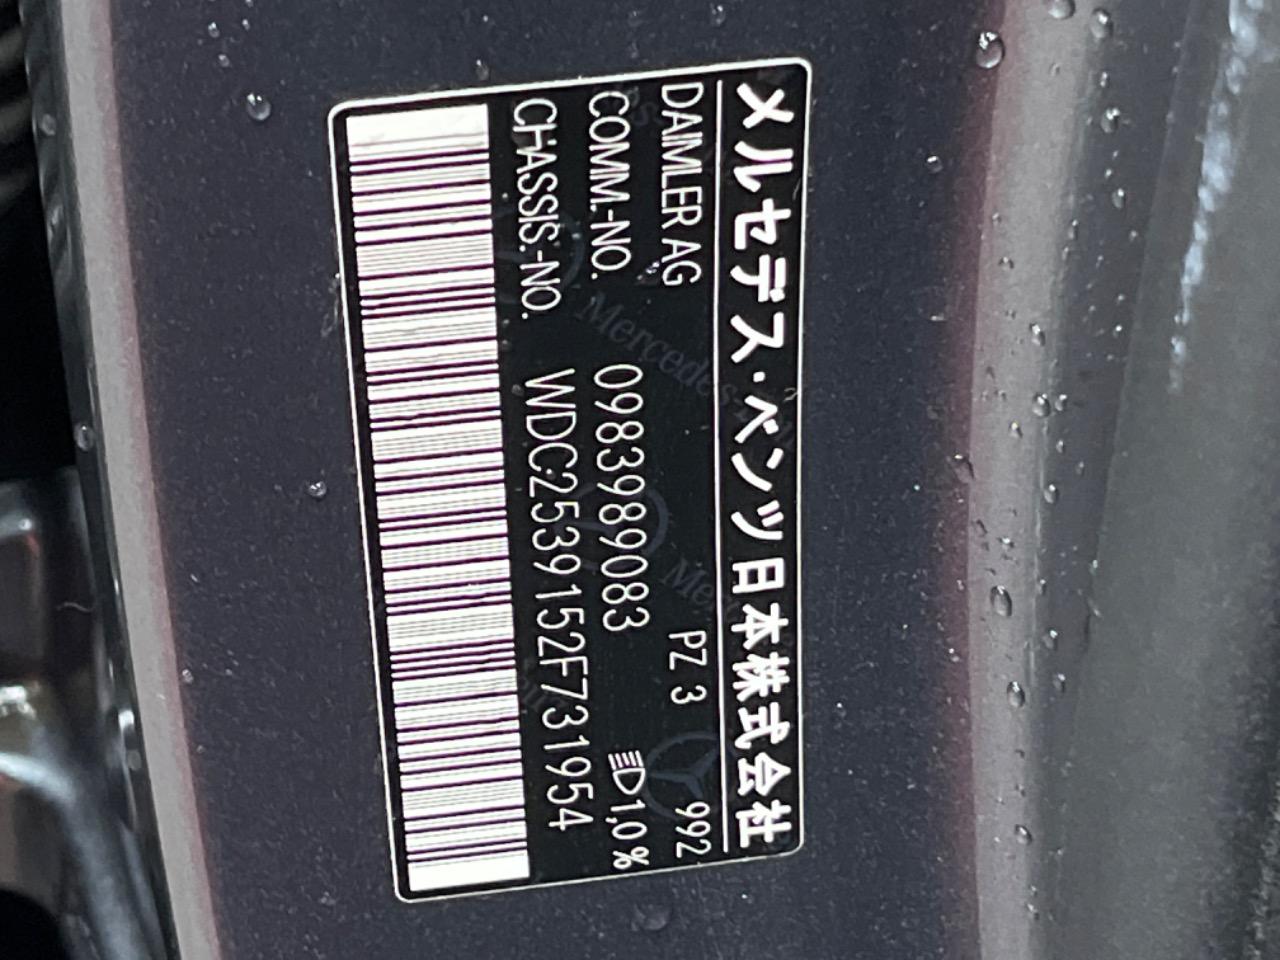 メルセデス・ベンツ日本株式会社
DAIMLER AG PZ 3 992
COMM.-NO. 0983989083 1,0 %
CHASSIS.-NO. WDC2539152F731954
Mercedes-